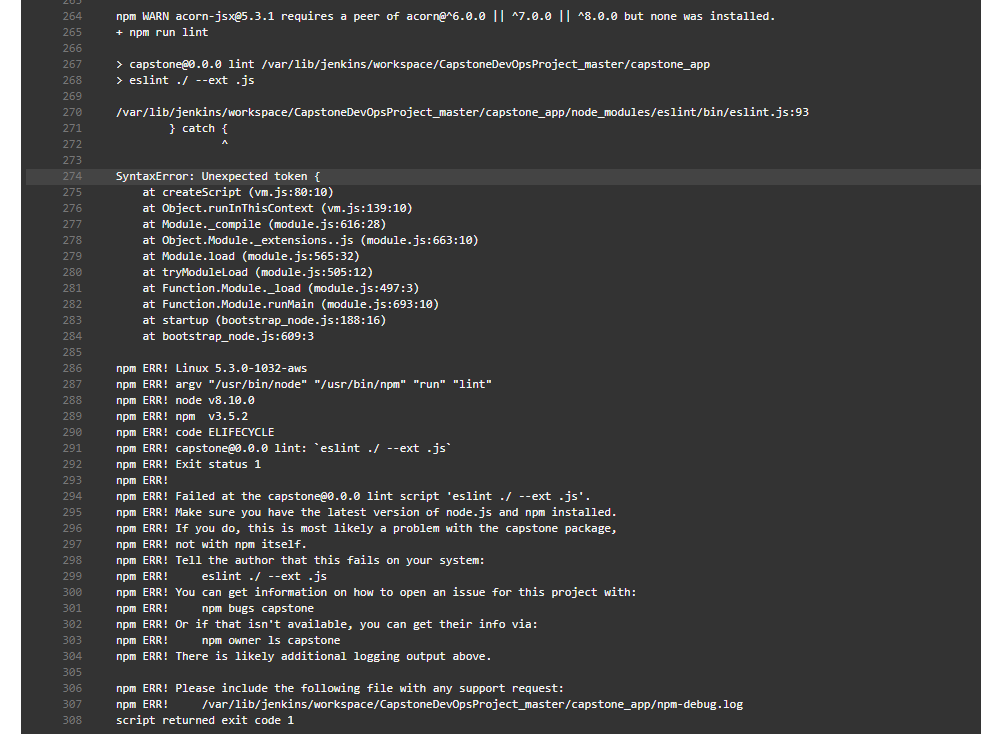 263
264 npm WARN acorn-jsx@5.3.1 requires a peer of acorn@^6.0.0 || ^7.0.0 || ^8.0.0 but none was installed.
265 + npm run lint
266
267 > capstone@0.0.0 lint /var/lib/jenkins/workspace/CapstoneDevOpsProject_master/capstone_app
268 > eslint ./ --ext .js
269
270 /var/lib/jenkins/workspace/CapstoneDevOpsProject_master/capstone_app/node_modules/eslint/bin/eslint.js:93
271         } catch {
272                 ^
273
274 SyntaxError: Unexpected token {
275     at createScript (vm.js:80:10)
276     at Object.runInThisContext (vm.js:139:10)
277     at Module._compile (module.js:616:28)
278     at Object.Module._extensions..js (module.js:663:10)
279     at Module.load (module.js:565:32)
280     at tryModuleLoad (module.js:505:12)
281     at Function.Module._load (module.js:497:3)
282     at Function.Module.runMain (module.js:693:10)
283     at startup (bootstrap_node.js:188:16)
284     at bootstrap_node.js:609:3
285
286 npm ERR! Linux 5.3.0-1032-aws
287 npm ERR! argv "/usr/bin/node" "/usr/bin/npm" "run" "lint"
288 npm ERR! node v8.10.0
289 npm ERR! npm  v3.5.2
290 npm ERR! code ELIFECYCLE
291 npm ERR! capstone@0.0.0 lint: `eslint ./ --ext .js`
292 npm ERR! Exit status 1
293 npm ERR!
294 npm ERR! Failed at the capstone@0.0.0 lint script 'eslint ./ --ext .js'.
295 npm ERR! Make sure you have the latest version of node.js and npm installed.
296 npm ERR! If you do, this is most likely a problem with the capstone package,
297 npm ERR! not with npm itself.
298 npm ERR! Tell the author that this fails on your system:
299 npm ERR!     eslint ./ --ext .js
300 npm ERR! You can get information on how to open an issue for this project with:
301 npm ERR!     npm bugs capstone
302 npm ERR! Or if that isn't available, you can get their info via:
303 npm ERR!     npm owner ls capstone
304 npm ERR! There is likely additional logging output above.
305
306 npm ERR! Please include the following file with any support request:
307 npm ERR!     /var/lib/jenkins/workspace/CapstoneDevOpsProject_master/capstone_app/npm-debug.log
308 script returned exit code 1